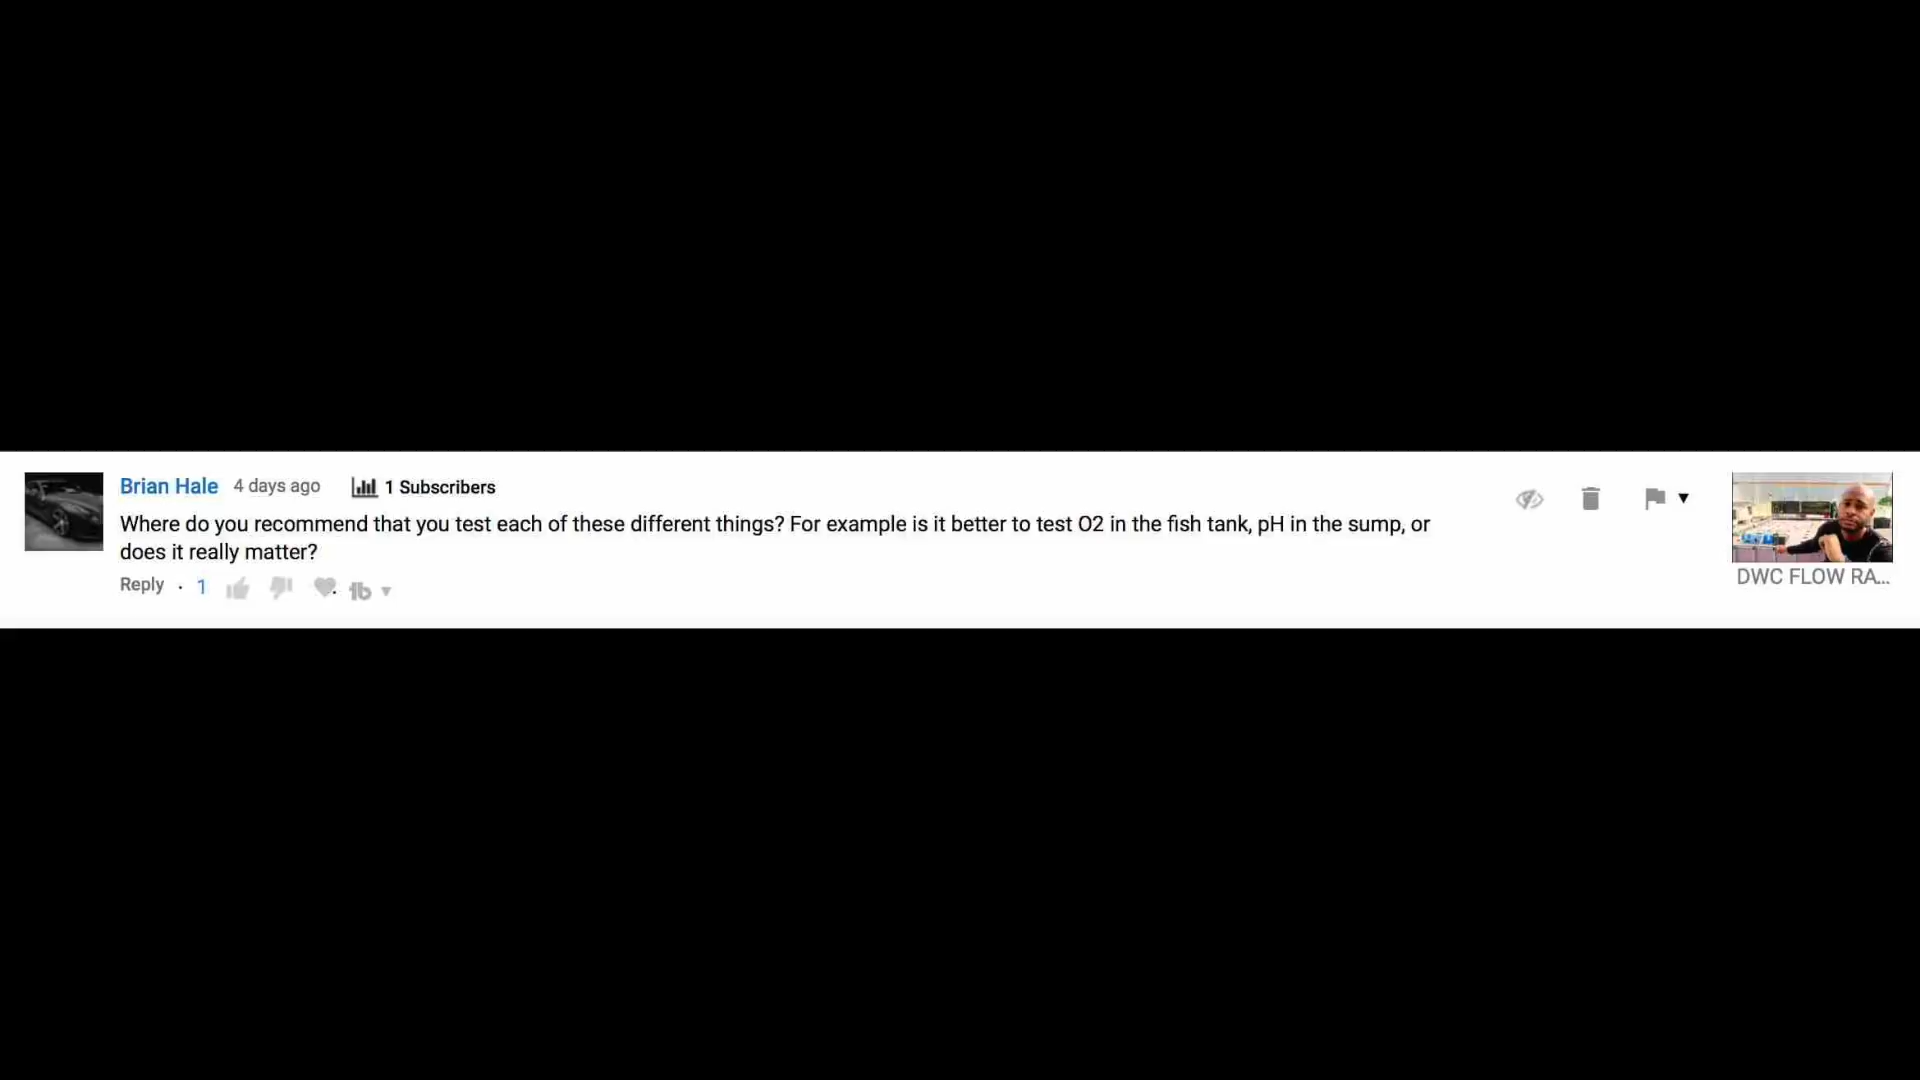 Brian Hale 4 days ago 1 Subscribers
Where do you recommend that you test each of these different things? For example is it better to test O2 in the fish tank, pH in the sump, or
does it really matter?
Reply · 1
DWC FLOW RA...